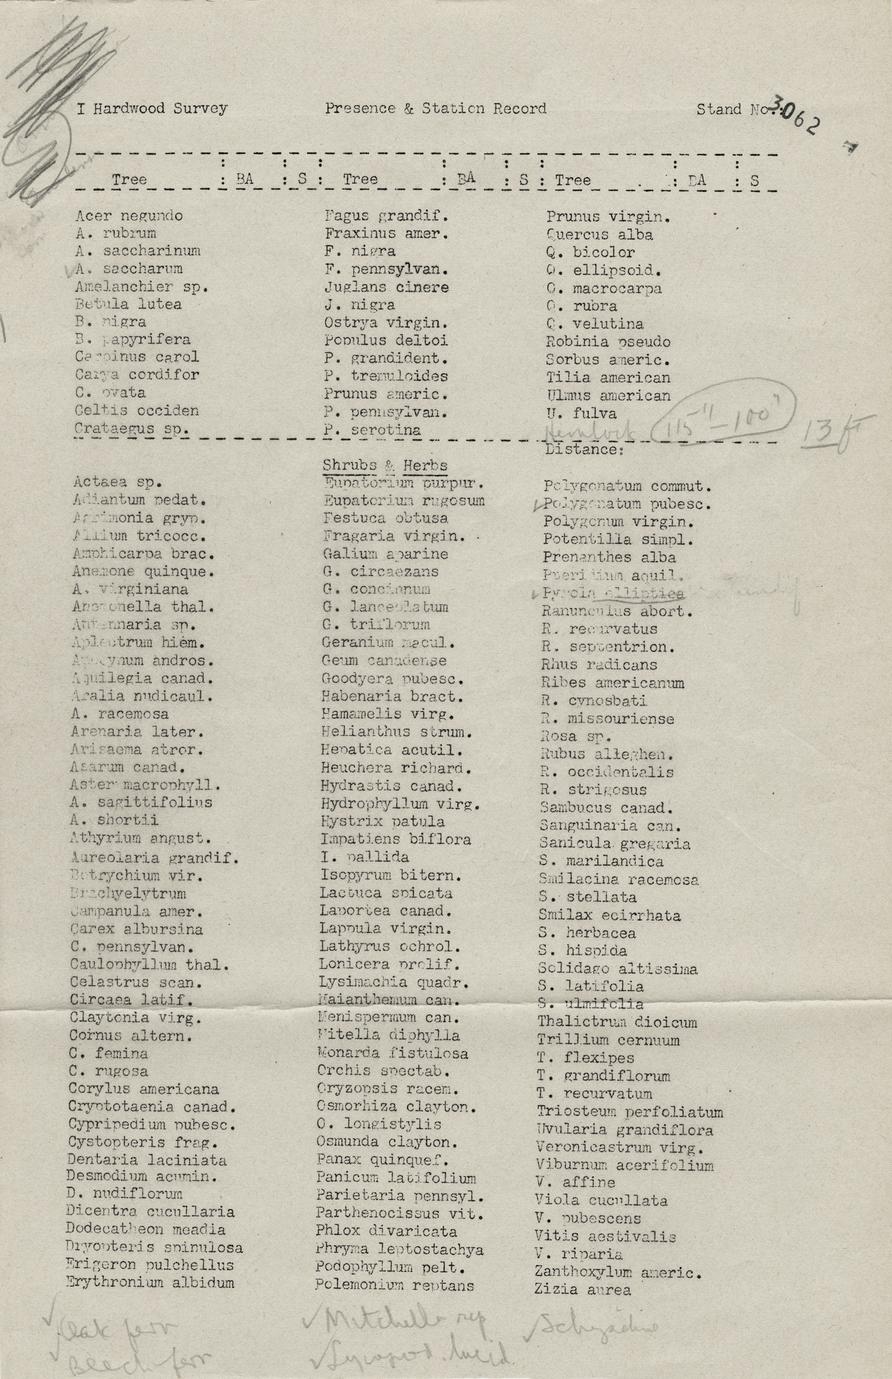 I Hardwood Survey Presence & Station Record Stand No. 3062
Tree : BA : S : Tree : BA : S : Tree : BA : S
Acer negundo
A. rubrum
A. saccharinum
✓A. saccharum
Amelanchier sp.
Betula lutea
B. nigra
B. papyrifera
Carpinus carol
Carya cordifor
C. ovata
Celtis occiden
Crataegus sp.
Fagus grandif.
Fraxinus amer.
F. nigra
F. pennsylvan.
Juglans cinere
J. nigra
Ostrya virgin.
Populus deltoi
P. grandident.
P. tremuloides
Prunus americ.
P. pennsylvan.
P. serotina
Prunus virgin.
Quercus alba
Q. bicolor
Q. ellipsoid.
Q. macrocarpa
Q. rubra
Q. velutina
Robinia pseudo
Sorbus americ.
Tilia american
Ulmus american
U. fulva
Hemlock 115"-100" 13 ft
Distance:
Shrubs & Herbs
Actaea sp.
Adiantum pedat.
Agrimonia gryp.
Allium tricocc.
Amphicarpa brac.
Anemone quinque.
A. virginiana
Anemonella thal.
Antennaria sp.
Aplectrum hiem.
Apocynum andros.
Aquilegia canad.
Aralia nudicaul.
A. racemosa
Arenaria later.
Arisaema atror.
Asarum canad.
Aster macrophyll.
A. sagittifolius
A. shortii
Athyrium angust.
Aureolaria grandif.
Botrychium vir.
Brachyelytrum
Campanula amer.
Carex albursina
C. pennsylvan.
Caulophyllum thal.
Celastrus scan.
Circaea latif.
Claytonia virg.
Cornus altern.
C. femina
C. rugosa
Corylus americana
Cryptotaenia canad.
Cypripedium pubesc.
Cystopteris frag.
Dentaria laciniata
Desmodium acumin.
D. nudiflorum
Dicentra cucullaria
Dodecatheon meadia
Dryopteris spinulosa
Erigeron pulchellus
Erythronium albidum
Eupatorium purpur.
Eupatorium rugosum
Festuca obtusa
Fragaria virgin.
Galium aparine
G. circaezans
G. concinnum
G. lanceolatum
G. triflorum
Geranium macul.
Geum canadense
Goodyera pubesc.
Habenaria bract.
Hamamelis virg.
Helianthus strum.
Hepatica acutil.
Heuchera richard.
Hydrastis canad.
Hydrophyllum virg.
Hystrix patula
Impatiens biflora
I. pallida
Isopyrum bitern.
Lactuca spicata
Laportea canad.
Lappula virgin.
Lathyrus ochrol.
Lonicera prolif.
Lysimachia quadr.
Maianthemum can.
Menispermum can.
Mitella diphylla
Monarda fistulosa
Orchis spectab.
Oryzopsis racem.
Osmorhiza clayton.
O. longistylis
Osmunda clayton.
Panax quinquef.
Panicum latifolium
Parietaria pennsyl.
Parthenocissus vit.
Phlox divaricata
Phryma leptostachya
Podophyllum pelt.
Polemonium reptans
Polygonatum commut.
✓Polygonatum pubesc.
Polygonum virgin.
Potentilla simpl.
Prenanthes alba
Pteridium aquil.
✓Pyrola elliptica
Ranunculus abort.
R. recurvatus
R. septentrion.
Rhus radicans
Ribes americanum
R. cynosbati
R. missouriense
Rosa sp.
Rubus alleghen.
R. occidentalis
R. strigosus
Sambucus canad.
Sanguinaria can.
Sanicula gregaria
S. marilandica
Smilacina racemosa
S. stellata
Smilax ecirrhata
S. herbacea
S. hispida
Solidago altissima
S. latifolia
S. ulmifolia
Thalictrum dioicum
Trillium cernuum
T. flexipes
T. grandiflorum
T. recurvatum
Triosteum perfoliatum
Uvularia grandiflora
Veronicastrum virg.
Viburnum acerifolium
V. affine
Viola cucullata
V. pubescens
Vitis aestivalis
V. riparia
Zanthoxylum americ.
Zizia aurea
✓Oak fern
✓Beech fern
✓Mitchella rep
✓Lycopod. lucid.